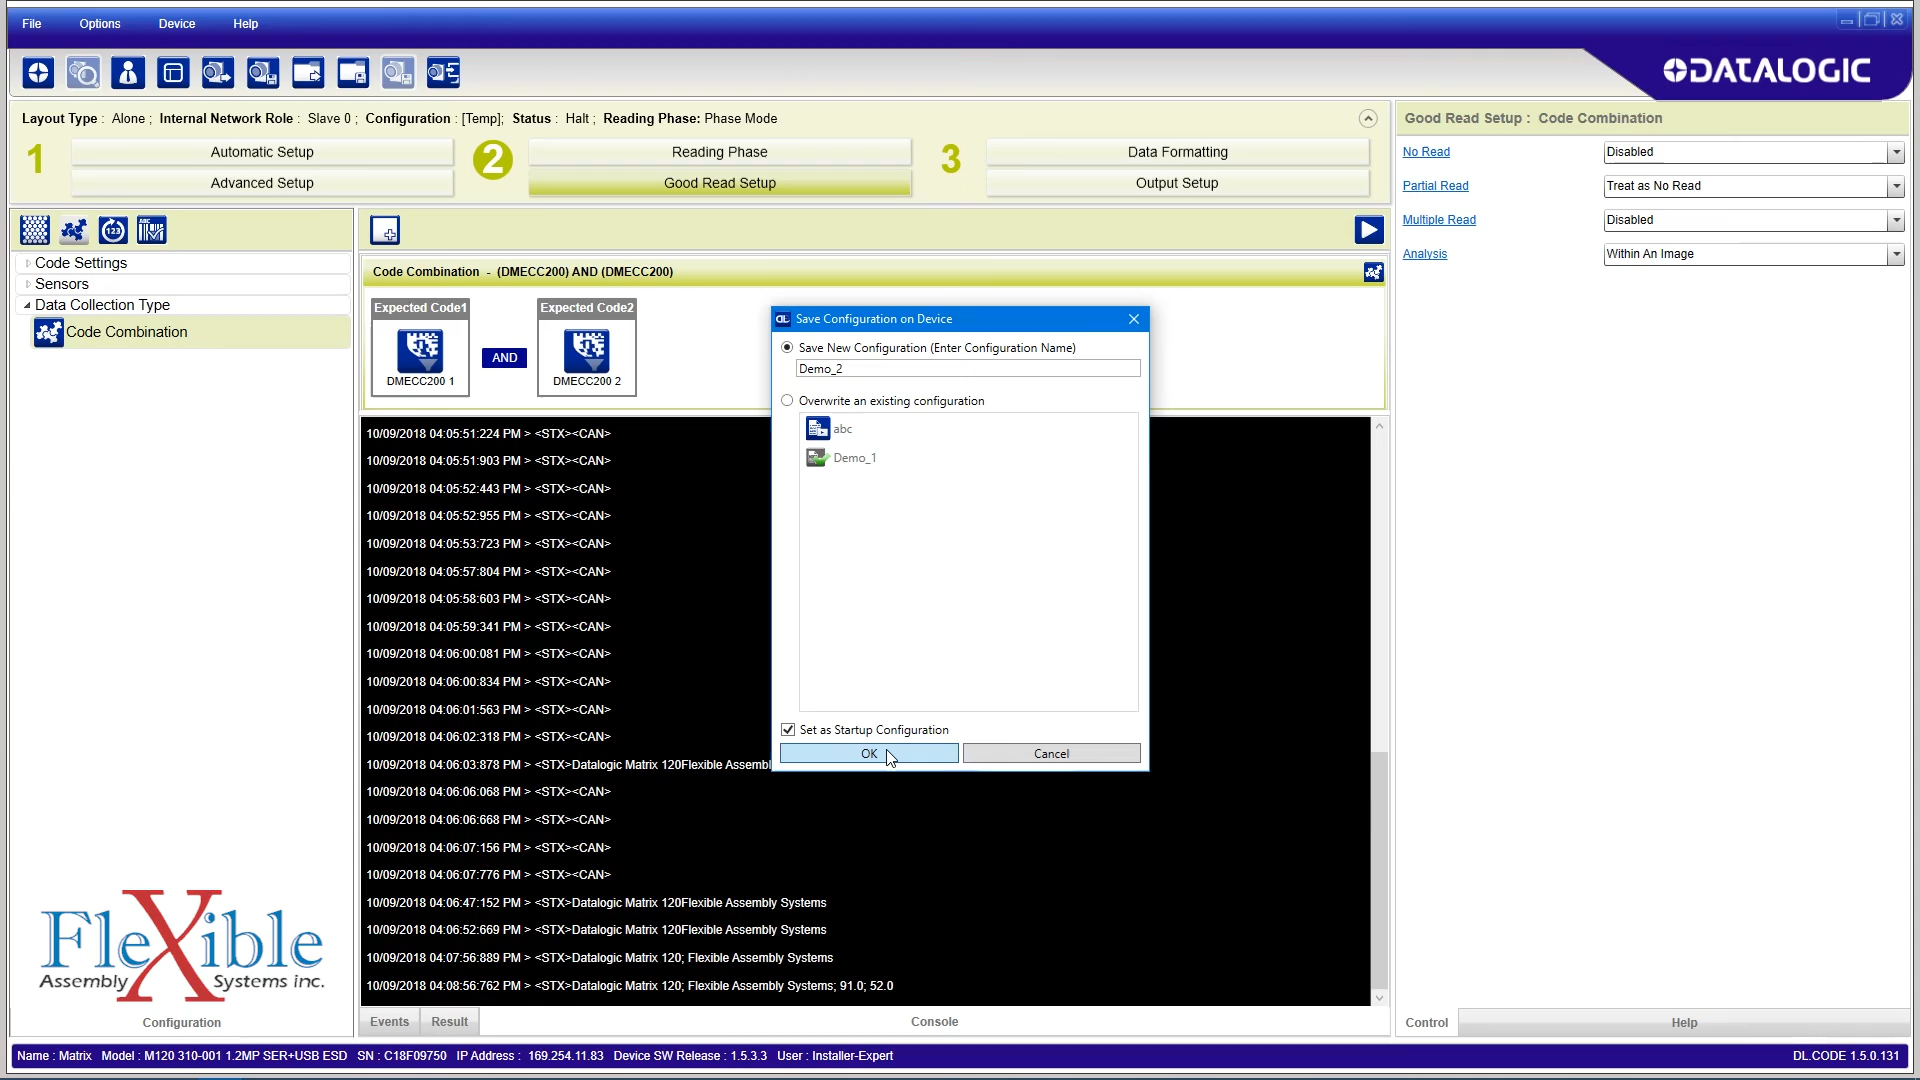 File Options Device Help
DATALOGIC
Layout Type : Alone ; Internal Network Role : Slave 0 ; Configuration : [Temp]; Status : Halt ; Reading Phase: Phase Mode
1
Automatic Setup
Advanced Setup
2
Reading Phase
Good Read Setup
3
Data Formatting
Output Setup
Code Settings
Sensors
Data Collection Type
Code Combination
Code Combination - (DMECC200) AND (DMECC200)
Expected Code1
DMECC200 1
AND
Expected Code2
DMECC200 2
10/09/2018 04:05:51:224 PM > <STX><CAN>
10/09/2018 04:05:51:903 PM > <STX><CAN>
10/09/2018 04:05:52:443 PM > <STX><CAN>
10/09/2018 04:05:52:955 PM > <STX><CAN>
10/09/2018 04:05:53:723 PM > <STX><CAN>
10/09/2018 04:05:57:804 PM > <STX><CAN>
10/09/2018 04:05:58:603 PM > <STX><CAN>
10/09/2018 04:05:59:341 PM > <STX><CAN>
10/09/2018 04:06:00:081 PM > <STX><CAN>
10/09/2018 04:06:00:834 PM > <STX><CAN>
10/09/2018 04:06:01:563 PM > <STX><CAN>
10/09/2018 04:06:02:318 PM > <STX><CAN>
10/09/2018 04:06:03:878 PM > <STX>Datalogic Matrix 120Flexible Assembl
10/09/2018 04:06:06:068 PM > <STX><CAN>
10/09/2018 04:06:06:668 PM > <STX><CAN>
10/09/2018 04:06:07:156 PM > <STX><CAN>
10/09/2018 04:06:07:776 PM > <STX><CAN>
10/09/2018 04:06:47:152 PM > <STX>Datalogic Matrix 120Flexible Assembly Systems
10/09/2018 04:06:52:669 PM > <STX>Datalogic Matrix 120Flexible Assembly Systems
10/09/2018 04:07:56:889 PM > <STX>Datalogic Matrix 120; Flexible Assembly Systems
10/09/2018 04:08:56:762 PM > <STX>Datalogic Matrix 120; Flexible Assembly Systems; 91.0; 52.0
Save Configuration on Device
Save New Configuration (Enter Configuration Name)
Demo_2
Overwrite an existing configuration
abc
Demo_1
Set as Startup Configuration
OK Cancel
Good Read Setup : Code Combination
No Read Disabled
Partial Read Treat as No Read
Multiple Read Disabled
Analysis Within An Image
Flexible
Assembly Systems inc.
Configuration
Events Result Console
Control Help
Name : Matrix Model : M120 310-001 1.2MP SER+USB ESD SN : C18F09750 IP Address : 169.254.11.83 Device SW Release : 1.5.3.3 User : Installer-Expert
DL.CODE 1.5.0.131